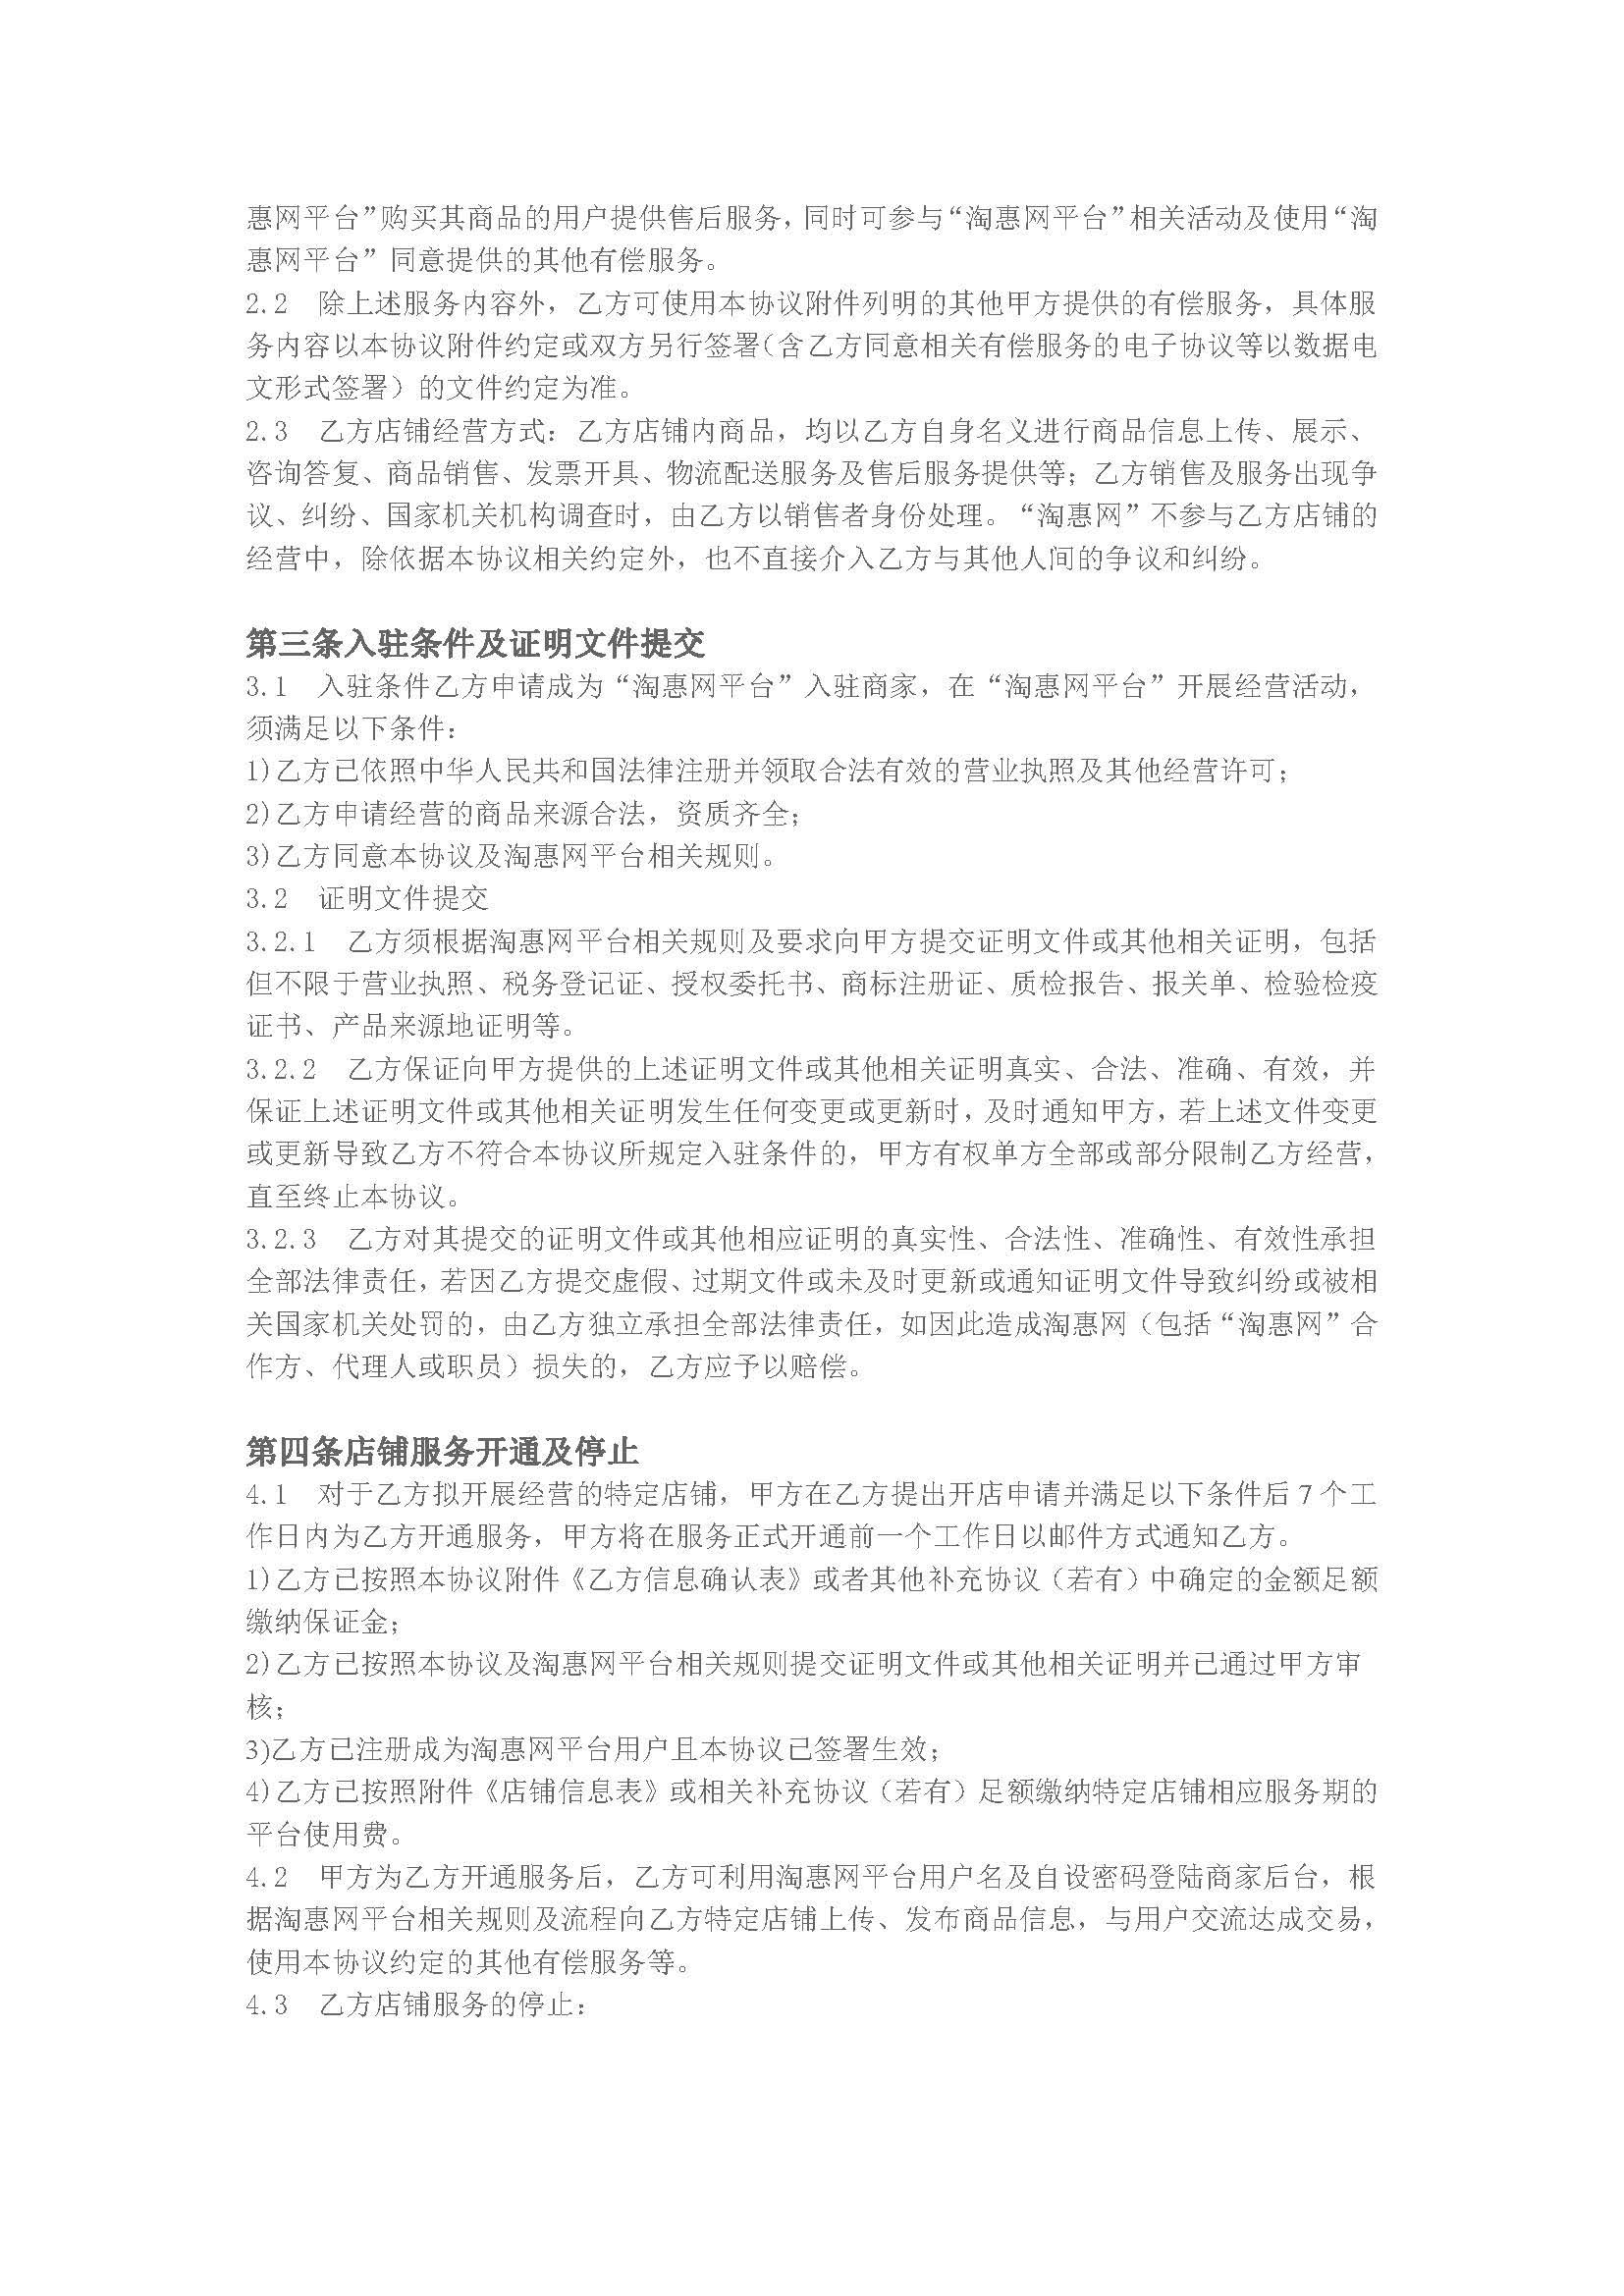 惠网平台”购买其商品的用户提供售后服务，同时可参与“淘惠网平台”相关活动及使用“淘
惠网平台”同意提供的其他有偿服务。
2.2 除上述服务内容外，乙方可使用本协议附件列明的其他甲方提供的有偿服务，具体服
务内容以本协议附件约定或双方另行签署（含乙方同意相关有偿服务的电子协议等以数据电
文形式签署）的文件约定为准。
2.3 乙方店铺经营方式：乙方店铺内商品，均以乙方自身名义进行商品信息上传、展示、
咨询答复、商品销售、发票开具、物流配送服务及售后服务提供等；乙方销售及服务出现争
议、纠纷、国家机关机构调查时，由乙方以销售者身份处理。“淘惠网”不参与乙方店铺的
经营中，除依据本协议相关约定外，也不直接介入乙方与其他人间的争议和纠纷。
第三条入驻条件及证明文件提交
3.1 入驻条件乙方申请成为“淘惠网平台”入驻商家，在“淘惠网平台”开展经营活动，
须满足以下条件：
1)乙方已依照中华人民共和国法律注册并领取合法有效的营业执照及其他经营许可；
2)乙方申请经营的商品来源合法，资质齐全；
3)乙方同意本协议及淘惠网平台相关规则。
3.2 证明文件提交
3.2.1 乙方须根据淘惠网平台相关规则及要求向甲方提交证明文件或其他相关证明，包括
但不限于营业执照、税务登记证、授权委托书、商标注册证、质检报告、报关单、检验检疫
证书、产品来源地证明等。
3.2.2 乙方保证向甲方提供的上述证明文件或其他相关证明真实、合法、准确、有效，并
保证上述证明文件或其他相关证明发生任何变更或更新时，及时通知甲方，若上述文件变更
或更新导致乙方不符合本协议所规定入驻条件的，甲方有权单方全部或部分限制乙方经营，
直至终止本协议。
3.2.3 乙方对其提交的证明文件或其他相应证明的真实性、合法性、准确性、有效性承担
全部法律责任，若因乙方提交虚假、过期文件或未及时更新或通知证明文件导致纠纷或被相
关国家机关处罚的，由乙方独立承担全部法律责任，如因此造成淘惠网（包括“淘惠网”合
作方、代理人或职员）损失的，乙方应予以赔偿。
第四条店铺服务开通及停止
4.1 对于乙方拟开展经营的特定店铺，甲方在乙方提出开店申请并满足以下条件后 7 个工
作日内为乙方开通服务，甲方将在服务正式开通前一个工作日以邮件方式通知乙方。
1)乙方已按照本协议附件《乙方信息确认表》或者其他补充协议（若有）中确定的金额足额
缴纳保证金；
2)乙方已按照本协议及淘惠网平台相关规则提交证明文件或其他相关证明并已通过甲方审
核；
3)乙方已注册成为淘惠网平台用户且本协议已签署生效；
4)乙方已按照附件《店铺信息表》或相关补充协议（若有）足额缴纳特定店铺相应服务期的
平台使用费。
4.2 甲方为乙方开通服务后，乙方可利用淘惠网平台用户名及自设密码登陆商家后台，根
据淘惠网平台相关规则及流程向乙方特定店铺上传、发布商品信息，与用户交流达成交易，
使用本协议约定的其他有偿服务等。
4.3 乙方店铺服务的停止：